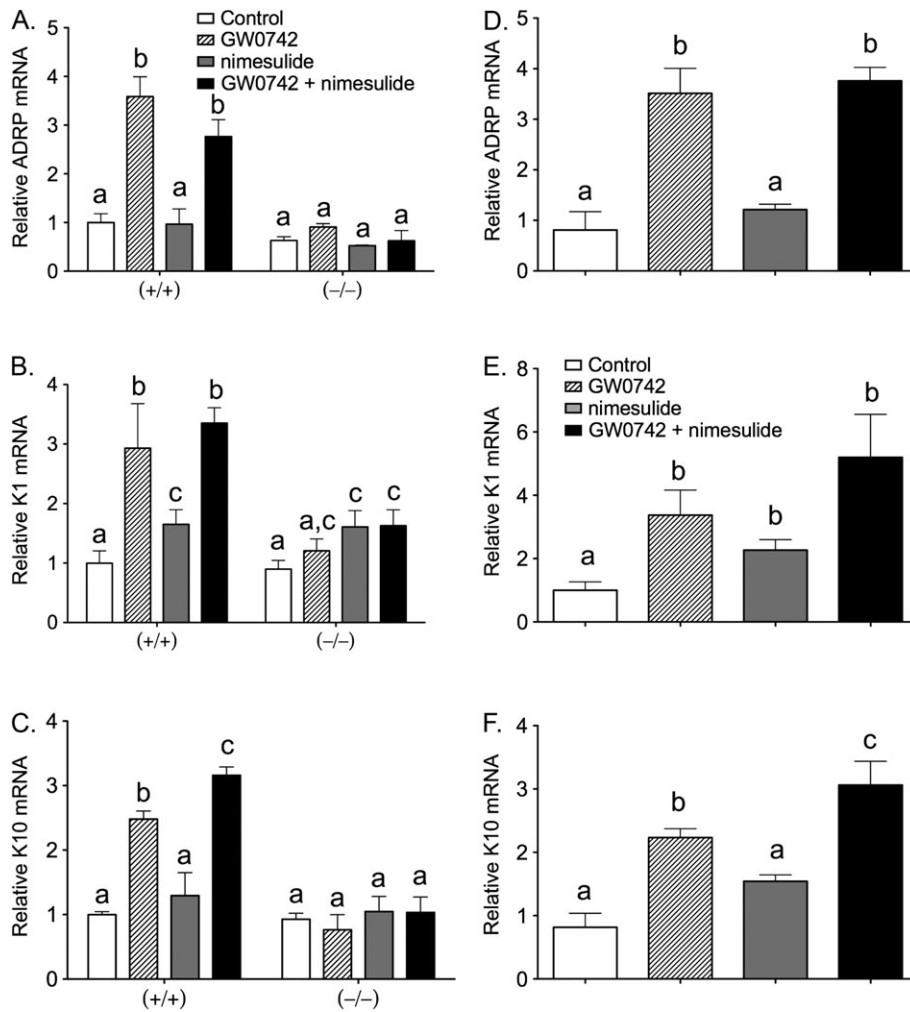 A.
Control
GW0742
nimesulide
GW0742 + nimesulide
Relative ADRP mRNA
5
4
3
2
1
0
a
b
a
b
a
a
a
a
(+/+)
(–/–)
D.
Relative ADRP mRNA
5
4
3
2
1
0
a
b
a
b
B.
Relative K1 mRNA
4
3
2
1
0
a
b
c
b
a
a,c
c
c
(+/+)
(–/–)
E.
Control
GW0742
nimesulide
GW0742 + nimesulide
Relative K1 mRNA
8
6
4
2
0
a
b
b
b
C.
Relative K10 mRNA
4
3
2
1
0
a
b
a
c
a
a
a
a
(+/+)
(–/–)
F.
Relative K10 mRNA
4
3
2
1
0
a
b
a
c